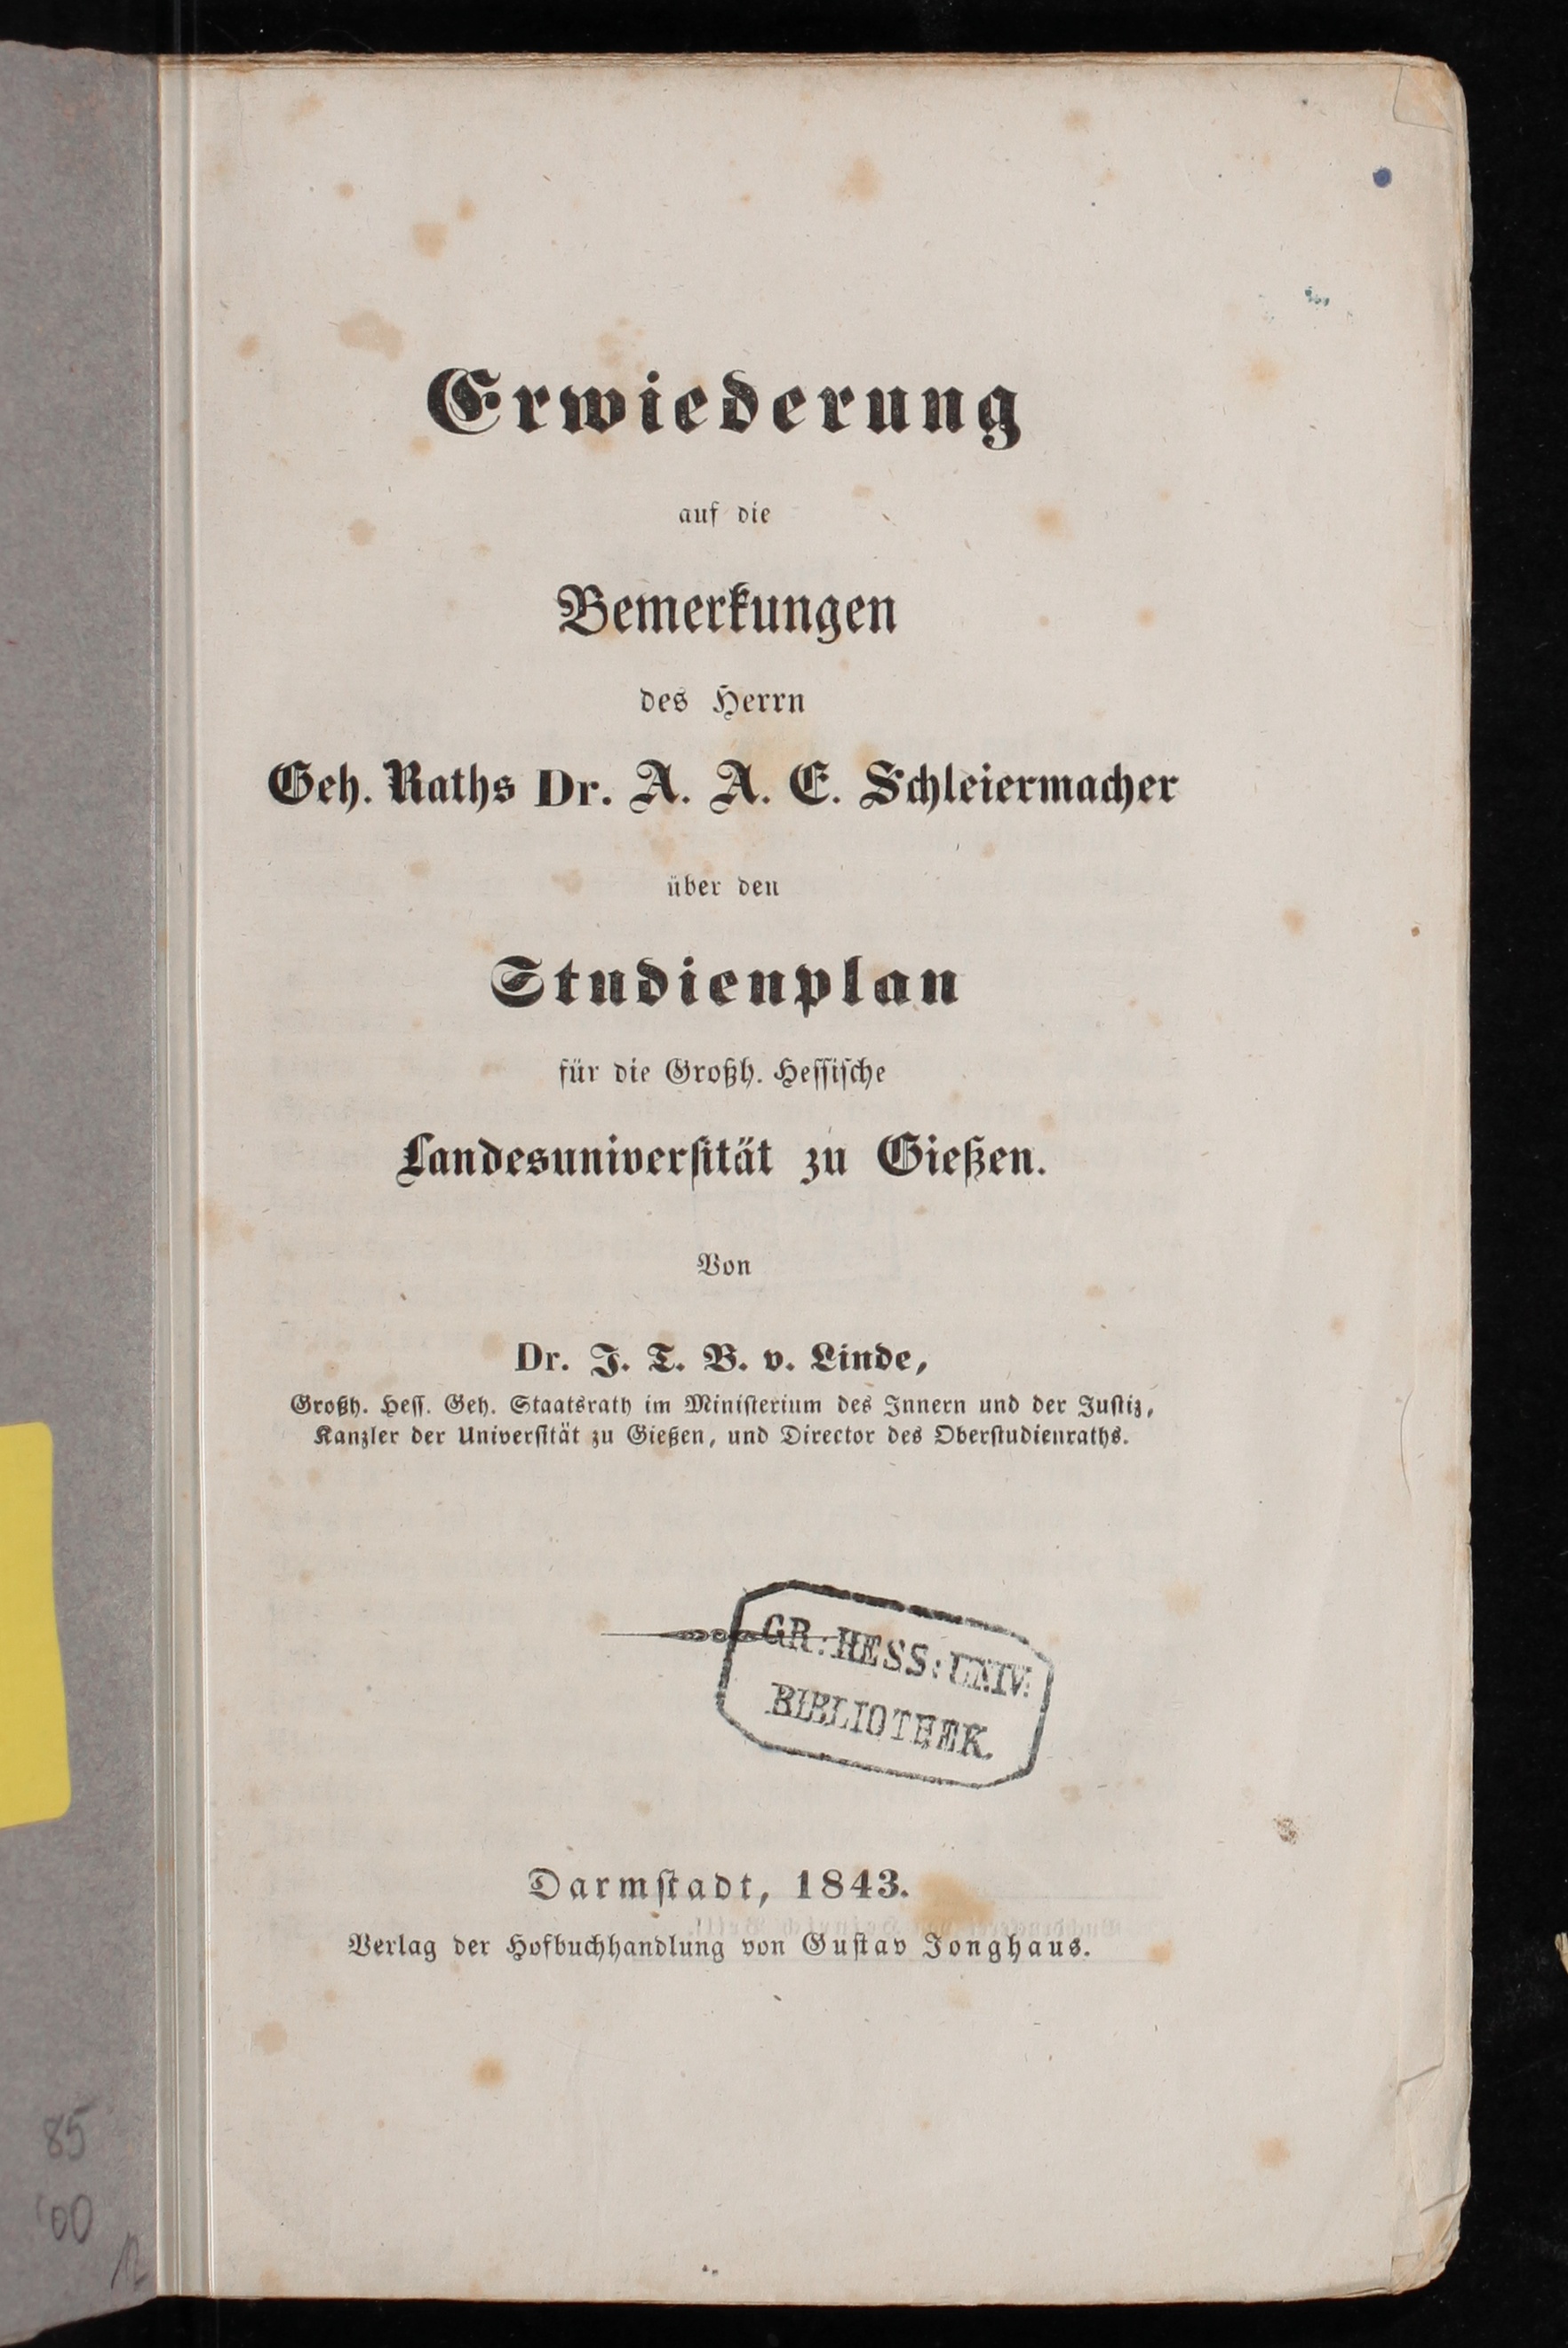 Erwiederung
auf die
Bemerkungen
des Herrn
Geh. Raths Dr. A. A. E. Schleiermacher
über den
Studienplan
für die Großh. Hessische
Landesuniversität zu Gießen.
Von
Dr. J. T. B. v. Linde,
Großh. Hess. Geh. Staatsrath im Ministerium des Innern und der Justiz,
Kanzler der Universität zu Gießen, und Director des Oberstudienraths.
GR: HESS: UNIV:
BIBLIOTHEK.
Darmstadt, 1843.
Verlag der Hofbuchhandlung von Gustav Jonghaus.
85